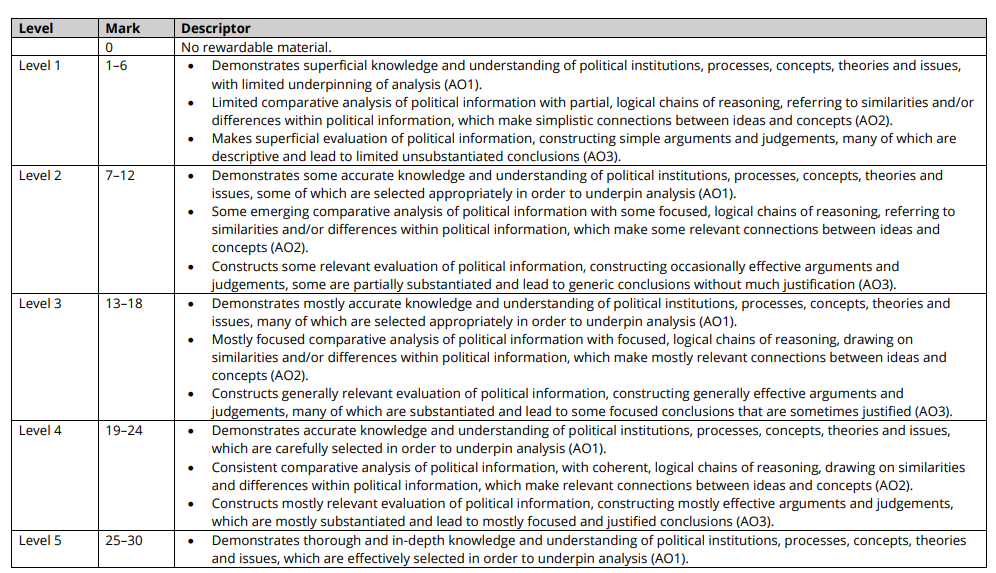 Level Mark Descriptor
0 No rewardable material.
Level 1 1–6 • Demonstrates superficial knowledge and understanding of political institutions, processes, concepts, theories and issues,
with limited underpinning of analysis (AO1).
• Limited comparative analysis of political information with partial, logical chains of reasoning, referring to similarities and/or
differences within political information, which make simplistic connections between ideas and concepts (AO2).
• Makes superficial evaluation of political information, constructing simple arguments and judgements, many of which are
descriptive and lead to limited unsubstantiated conclusions (AO3).
Level 2 7–12 • Demonstrates some accurate knowledge and understanding of political institutions, processes, concepts, theories and
issues, some of which are selected appropriately in order to underpin analysis (AO1).
• Some emerging comparative analysis of political information with some focused, logical chains of reasoning, referring to
similarities and/or differences within political information, which make some relevant connections between ideas and
concepts (AO2).
• Constructs some relevant evaluation of political information, constructing occasionally effective arguments and
judgements, some are partially substantiated and lead to generic conclusions without much justification (AO3).
Level 3 13–18 • Demonstrates mostly accurate knowledge and understanding of political institutions, processes, concepts, theories and
issues, many of which are selected appropriately in order to underpin analysis (AO1).
• Mostly focused comparative analysis of political information with focused, logical chains of reasoning, drawing on
similarities and/or differences within political information, which make mostly relevant connections between ideas and
concepts (AO2).
• Constructs generally relevant evaluation of political information, constructing generally effective arguments and
judgements, many of which are substantiated and lead to some focused conclusions that are sometimes justified (AO3).
Level 4 19–24 • Demonstrates accurate knowledge and understanding of political institutions, processes, concepts, theories and issues,
which are carefully selected in order to underpin analysis (AO1).
• Consistent comparative analysis of political information, with coherent, logical chains of reasoning, drawing on similarities
and differences within political information, which make relevant connections between ideas and concepts (AO2).
• Constructs mostly relevant evaluation of political information, constructing mostly effective arguments and judgements,
which are mostly substantiated and lead to mostly focused and justified conclusions (AO3).
Level 5 25–30 • Demonstrates thorough and in-depth knowledge and understanding of political institutions, processes, concepts, theories
and issues, which are effectively selected in order to underpin analysis (AO1).